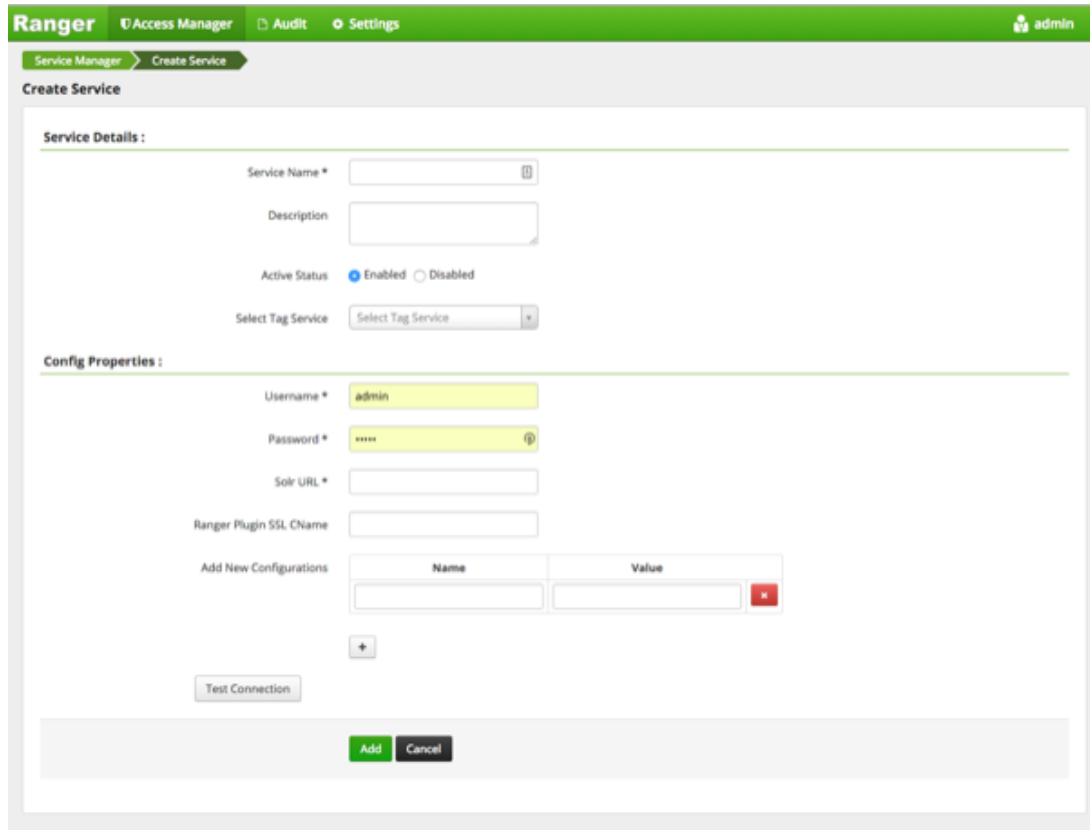 Ranger Access Manager Audit Settings admin
Service Manager Create Service
Create Service
Service Details :
Service Name *
Description
Active Status Enabled Disabled
Select Tag Service Select Tag Service
Config Properties :
Username * admin
Password * •••••
Solr URL *
Ranger Plugin SSL CName
Add New Configurations Name Value
+
Test Connection
Add Cancel